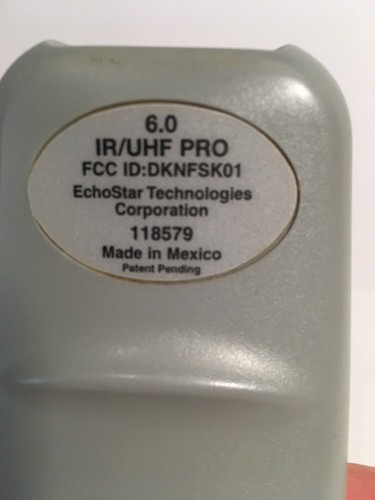 6.0
IR/UHF PRO
FCC ID:DKNFSK01
EchoStar Technologies
Corporation
118579
Made in Mexico
Patent Pending